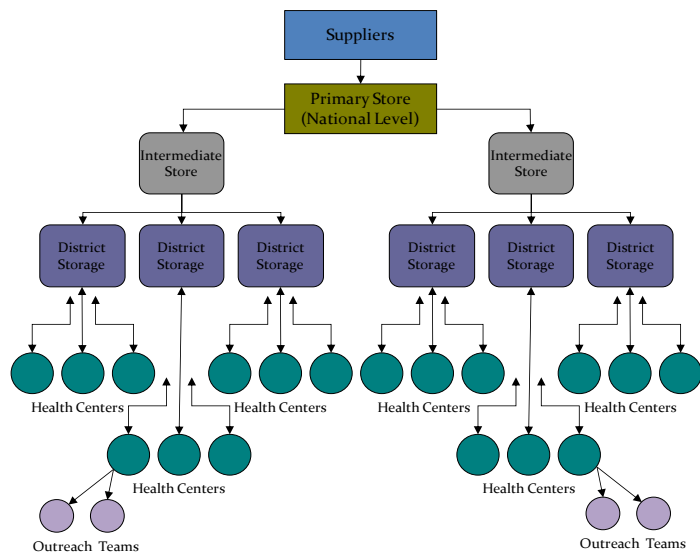 Suppliers
Primary Store
(National Level)
Intermediate
Store
Intermediate
Store
District
Storage
District
Storage
District
Storage
District
Storage
District
Storage
District
Storage
Health Centers
Health Centers
Health Centers
Health Centers
Health Centers
Health Centers
Outreach Teams
Outreach Teams